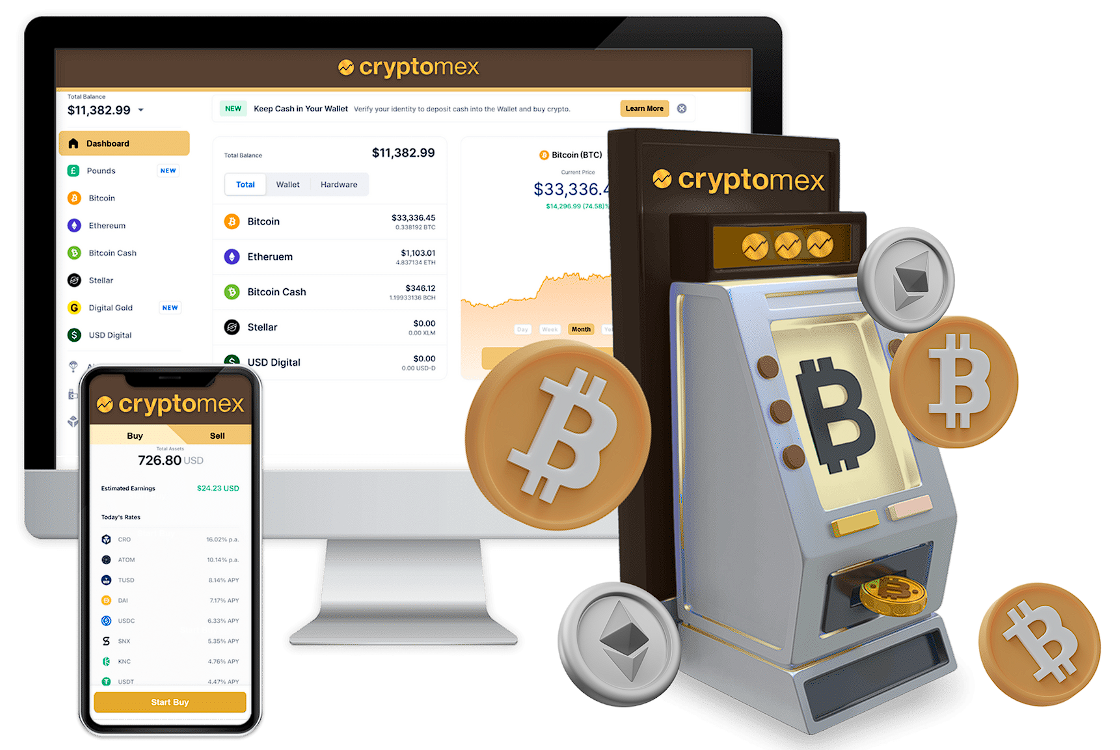 cryptomex
Total Balance
$11,382.99
NEW Keep Cash in Your Wallet Verify your identity to deposit cash into the Wallet and buy crypto. Learn More
Dashboard
Pounds NEW
Bitcoin
Ethereum
Bitcoin Cash
Stellar
Digital Gold NEW
USD Digital
Total Balance $11,382.99
Total Wallet Hardware
Bitcoin $33,336.45
0.338192 BTC
Etheruem $1,103.01
4.837134 ETH
Bitcoin Cash $346.12
1.19933136 BCH
Stellar $0.00
0.00 XLM
USD Digital $0.00
0.00 USD-D
Bitcoin (BTC)
Current Price
$33,336.4
$14,296.99 (74.58)%
Day Week Month
cryptomex
cryptomex
Buy Sell
Total Assets
726.80 USD
Estimated Earnings $24.23 USD
Today's Rates
CRO 16.02% p.a.
ATOM 10.14% p.a.
TUSD 8.14% APY
DAI 7.17% APY
USDC 6.33% APY
SNX 5.35% APY
KNC 4.76% APY
USDT 4.47% APY
Start Buy